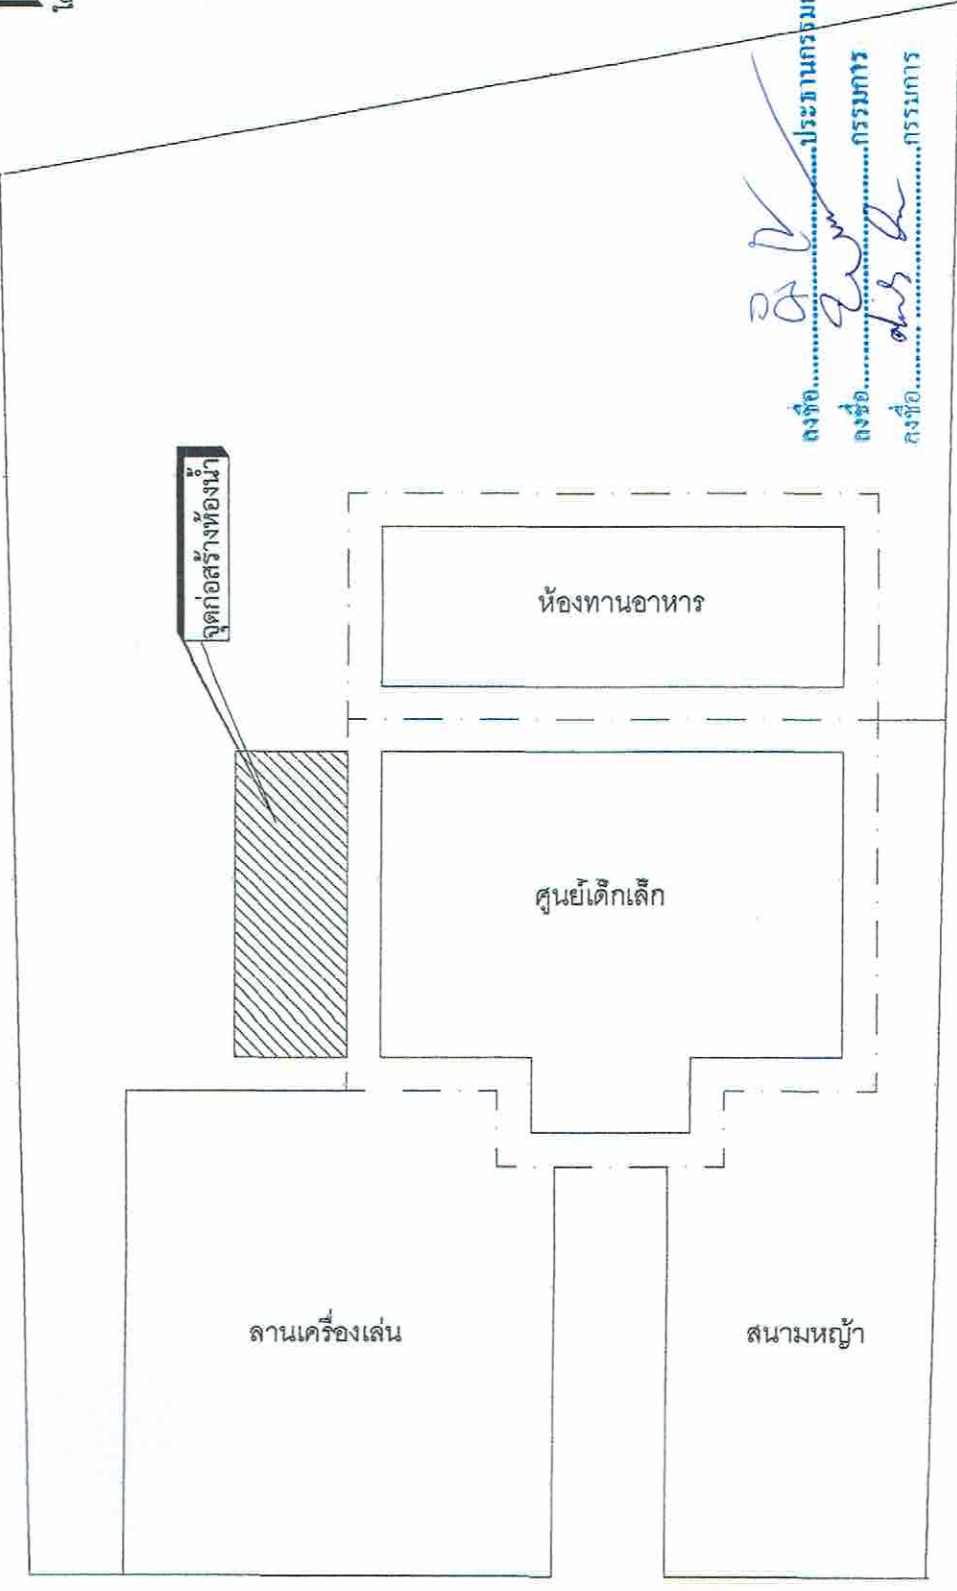 จุดก่อสร้างห้องน้ำ
ห้องทานอาหาร
ศูนย์เด็กเล็ก
ลานเครื่องเล่น
สนามหญ้า
ลงชื่อ....................ประธานกรรมก
ลงชื่อ....................กรรมการ
ลงชื่อ....................กรรมการ